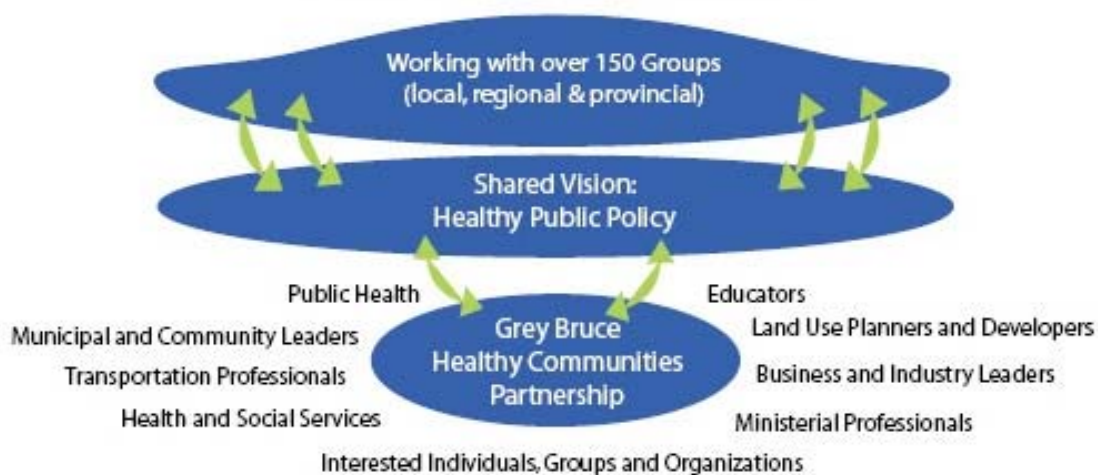 Working with over 150 Groups
(local, regional & provincial)
Shared Vision:
Healthy Public Policy
Public Health
Municipal and Community Leaders
Transportation Professionals
Health and Social Services
Grey Bruce
Healthy Communities
Partnership
Educators
Land Use Planners and Developers
Business and Industry Leaders
Ministerial Professionals
Interested Individuals, Groups and Organizations